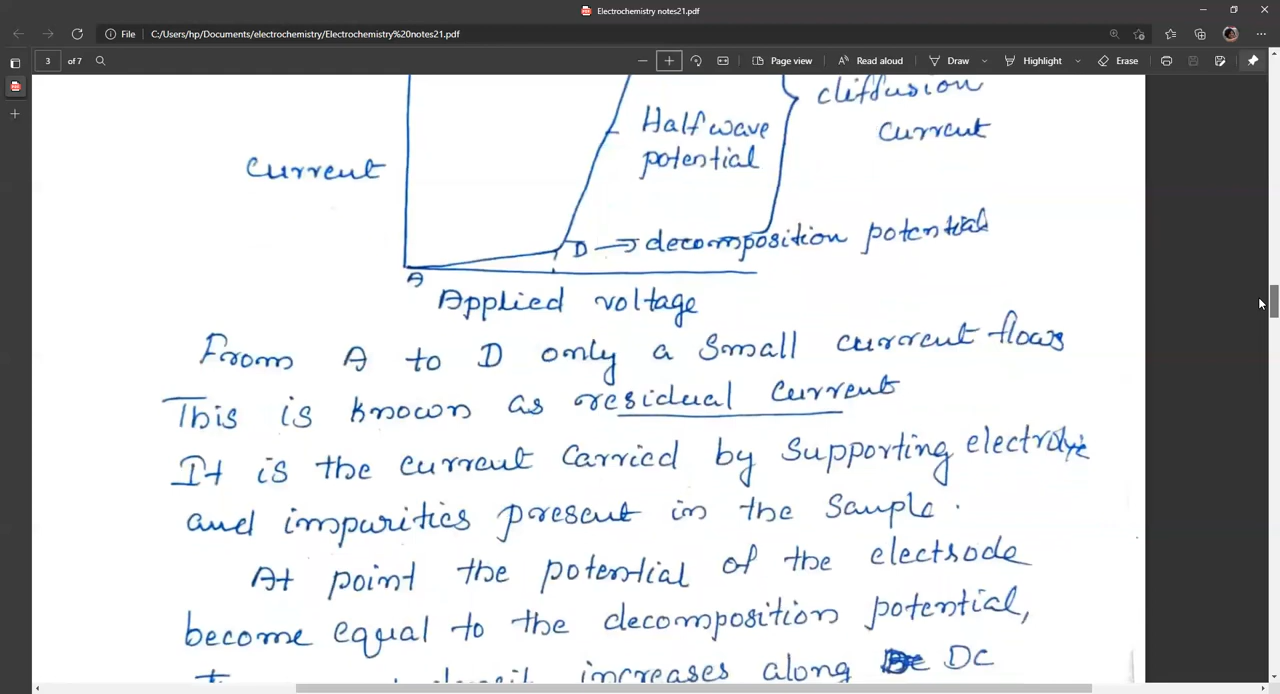 Electrochemistry notes21.pdf
File C:/Users/hp/Documents/electrochemistry/Electrochemistry%20notes21.pdf
3 of 7 Page view Read aloud Draw Highlight Erase
diffusion
current
Half wave
potential
Current
D → decomposition potential
A
Applied voltage
From A to D only a small current flows
This is known as residual current
It is the current carried by supporting electrolyte
and impurities present in the sample.
At point the potential of the electrode
become equal to the decomposition potential,
increases along DC